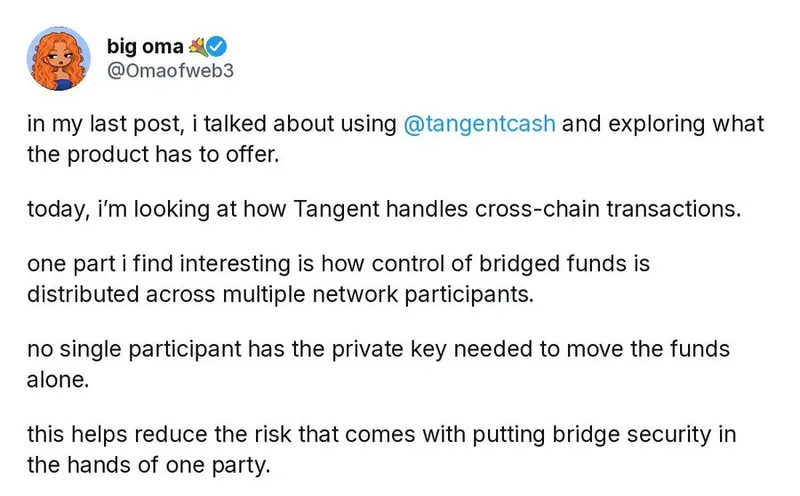 big oma
@Omaofweb3
in my last post, i talked about using @tangentcash and exploring what
the product has to offer.
today, i’m looking at how Tangent handles cross-chain transactions.
one part i find interesting is how control of bridged funds is
distributed across multiple network participants.
no single participant has the private key needed to move the funds
alone.
this helps reduce the risk that comes with putting bridge security in
the hands of one party.